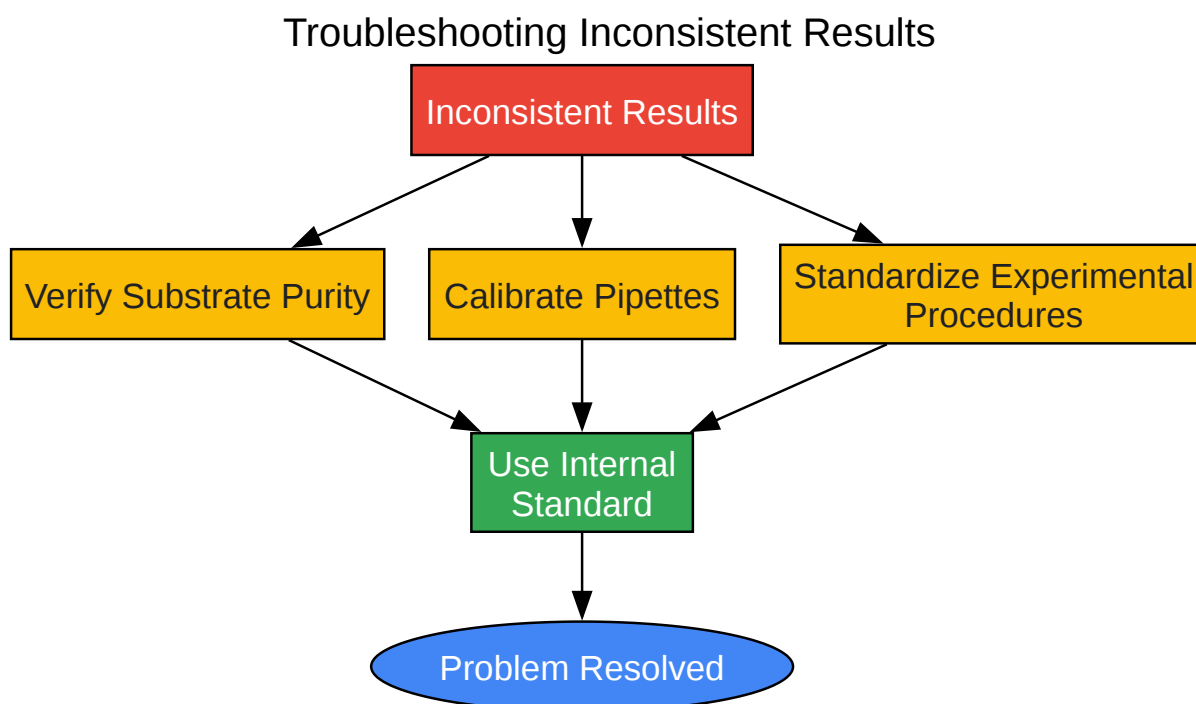 Troubleshooting Inconsistent Results
Inconsistent Results
Verify Substrate Purity
Calibrate Pipettes
Standardize Experimental
Procedures
Use Internal
Standard
Problem Resolved